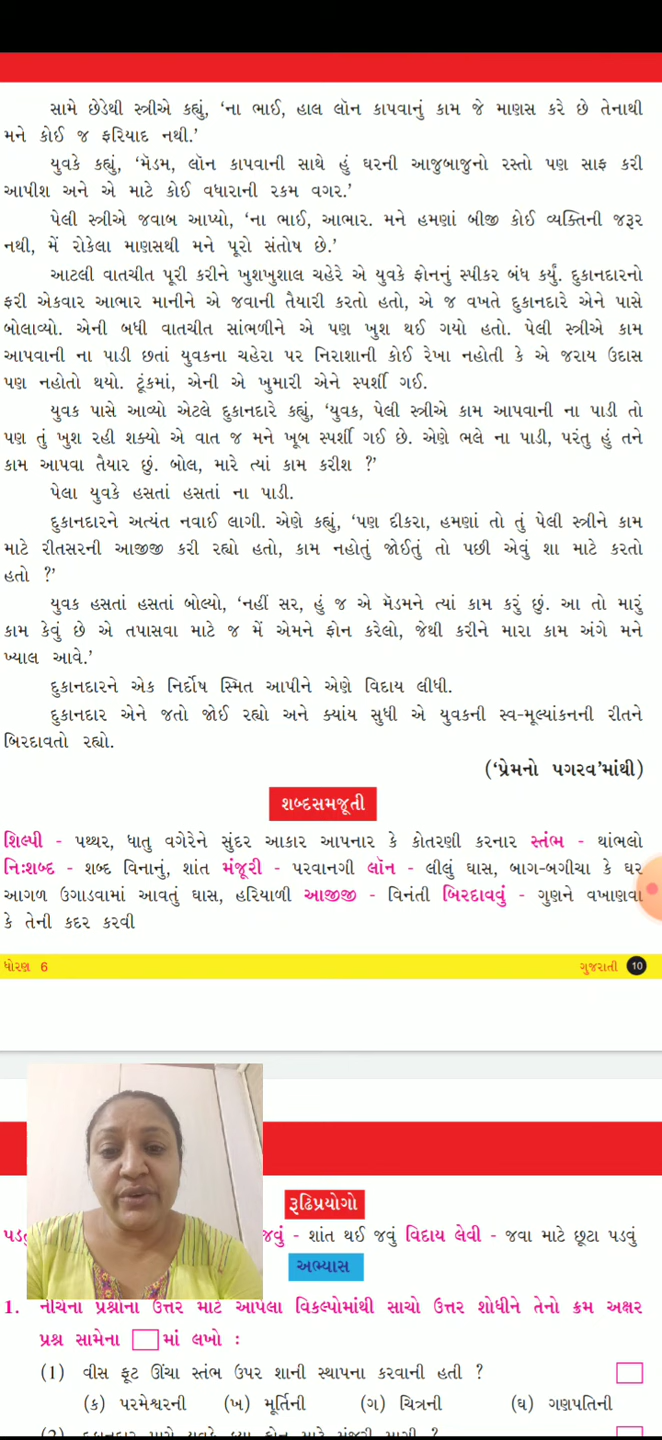 સામે છેડેથી સ્ત્રીએ કહ્યું, ‘ના ભાઈ, હાલ લૉન કાપવાનું કામ જે માણસ કરે છે તેનાથી
મને કોઈ જ ફરિયાદ નથી.’
યુવકે કહ્યું, ‘મૅડમ, લૉન કાપવાની સાથે હું ઘરની આજુબાજુનો રસ્તો પણ સાફ કરી
આપીશ અને એ માટે કોઈ વધારાની રકમ વગર.’
પેલી સ્ત્રીએ જવાબ આપ્યો, ‘ના ભાઈ, આભાર. મને હમણાં બીજી કોઈ વ્યક્તિની જરૂર
નથી, મેં રોકેલા માણસથી મને પૂરો સંતોષ છે.’
આટલી વાતચીત પૂરી કરીને ખુશખુશાલ ચહેરે એ યુવકે ફોનનું સ્પીકર બંધ કર્યું. દુકાનદારનો
ફરી એકવાર આભાર માનીને એ જવાની તૈયારી કરતો હતો, એ જ વખતે દુકાનદારે એને પાસે
બોલાવ્યો. એની બધી વાતચીત સાંભળીને એ પણ ખુશ થઈ ગયો હતો. પેલી સ્ત્રીએ કામ
આપવાની ના પાડી છતાં યુવકના ચહેરા પર નિરાશાની કોઈ રેખા નહોતી કે એ જરાય ઉદાસ
પણ નહોતો થયો. ટૂંકમાં, એની એ ખુમારી એને સ્પર્શી ગઈ.
યુવક પાસે આવ્યો એટલે દુકાનદારે કહ્યું, ‘યુવક, પેલી સ્ત્રીએ કામ આપવાની ના પાડી તો
પણ તું ખુશ રહી શક્યો એ વાત જ મને ખૂબ સ્પર્શી ગઈ છે. એણે ભલે ના પાડી, પરંતુ હું તને
કામ આપવા તૈયાર છું. બોલ, મારે ત્યાં કામ કરીશ ?’
પેલા યુવકે હસતાં હસતાં ના પાડી.
દુકાનદારને અત્યંત નવાઈ લાગી. એણે કહ્યું, ‘પણ દીકરા, હમણાં તો તું પેલી સ્ત્રીને કામ
માટે રીતસરની આજીજી કરી રહ્યો હતો, કામ નહોતું જોઈતું તો પછી એવું શા માટે કરતો
હતો ?’
યુવક હસતાં હસતાં બોલ્યો, ‘નહીં સર, હું જ એ મૅડમને ત્યાં કામ કરું છું. આ તો મારું
કામ કેવું છે એ તપાસવા માટે જ મેં એમને ફોન કરેલો, જેથી કરીને મારા કામ અંગે મને
ખ્યાલ આવે.’
દુકાનદારને એક નિર્દોષ સ્મિત આપીને એણે વિદાય લીધી.
દુકાનદાર એને જતો જોઈ રહ્યો અને ક્યાંય સુધી એ યુવકની સ્વ-મૂલ્યાંકનની રીતને
બિરદાવતો રહ્યો.
(‘પ્રેમનો પગરવ’માંથી)
શબ્દસમજૂતી
શિલ્પી - પથ્થર, ધાતુ વગેરેને સુંદર આકાર આપનાર કે કોતરણી કરનાર સ્તંભ - થાંભલો
નિઃશબ્દ - શબ્દ વિનાનું, શાંત મંજૂરી - પરવાનગી લૉન - લીલું ઘાસ, બાગ-બગીચા કે ઘર
આગળ ઉગાડવામાં આવતું ઘાસ, હરિયાળી આજીજી - વિનંતી બિરદાવવું - ગુણને વખાણવા
કે તેની કદર કરવી
ધોરણ 6 ગુજરાતી 10
રૂઢિપ્રયોગો
જવું - શાંત થઈ જવું વિદાય લેવી - જવા માટે છૂટા પડવું
અભ્યાસ
1. નીચેના પ્રશ્નોના ઉત્તર માટે આપેલા વિકલ્પોમાંથી સાચો ઉત્તર શોધીને તેનો ક્રમ અક્ષર
પ્રશ્ન સામેના માં લખો :
(1) વીસ ફૂટ ઊંચા સ્તંભ ઉપર શાની સ્થાપના કરવાની હતી ?
(ક) પરમેશ્વરની (ખ) મૂર્તિની (ગ) ચિત્રની (ઘ) ગણપતિની